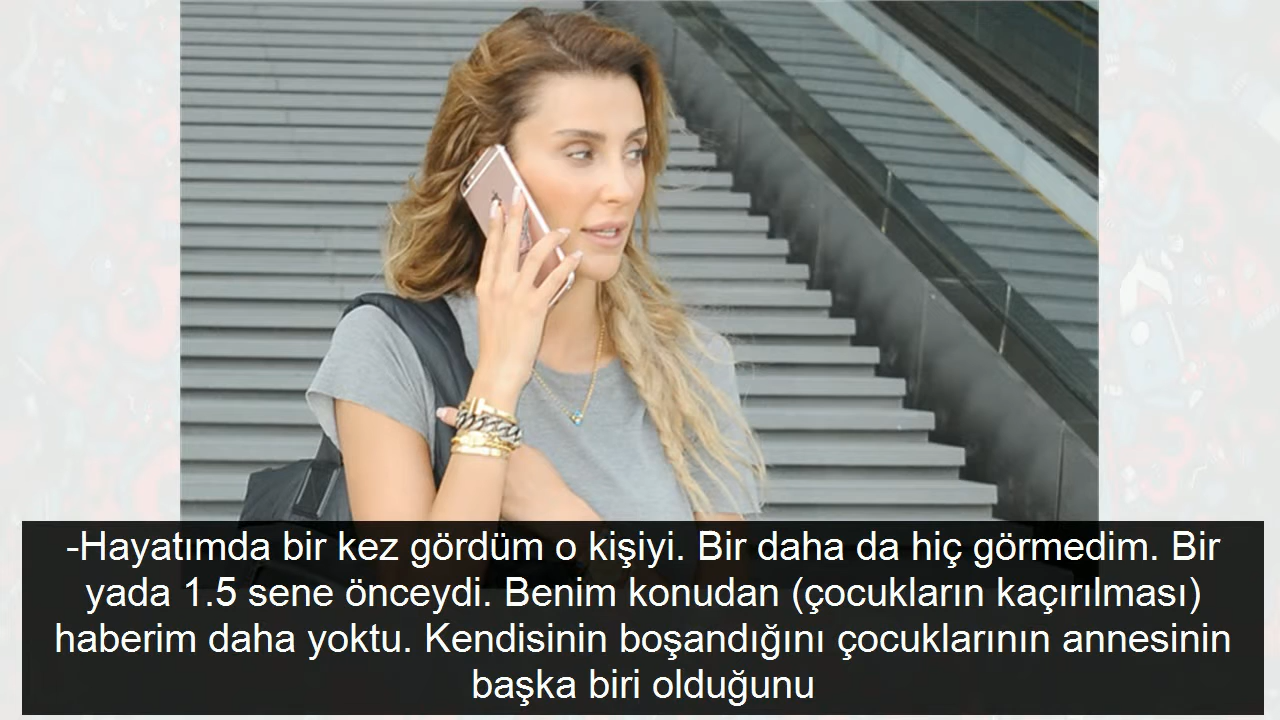 -Hayatımda bir kez gördüm o kişiyi. Bir daha da hiç görmedim. Bir
yada 1.5 sene önceydi. Benim konudan (çocukların kaçırılması)
haberim daha yoktu. Kendisinin boşandığını çocuklarının annesinin
başka biri olduğunu